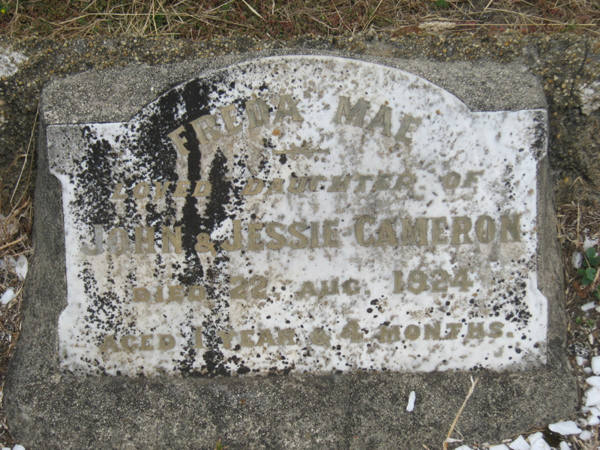 FREDA MAE
LOVED DAUGHTER OF
JOHN & JESSIE CAMERON
DIED 22 AUG. 1924
AGED 1 YEAR & 4 MONTHS.